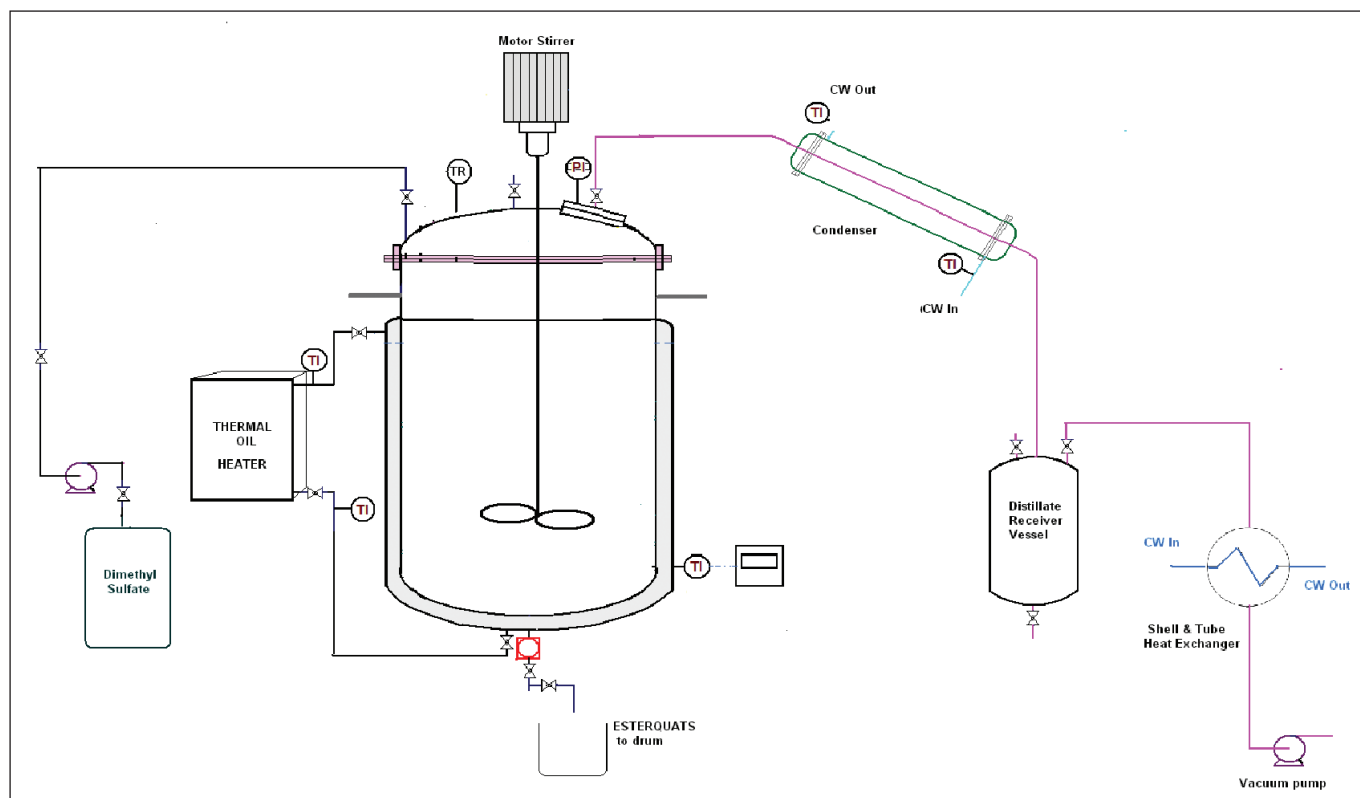 Motor Stirrer
CW Out
TI
TR
PI
Condenser
TI
CW In
TI
THERMAL
OIL
HEATER
TI
Dimethyl
Sulfate
TI
Distillate
Receiver
Vessel
CW In
CW Out
Shell & Tube
Heat Exchanger
ESTERQUATS
to drum
Vacuum pump